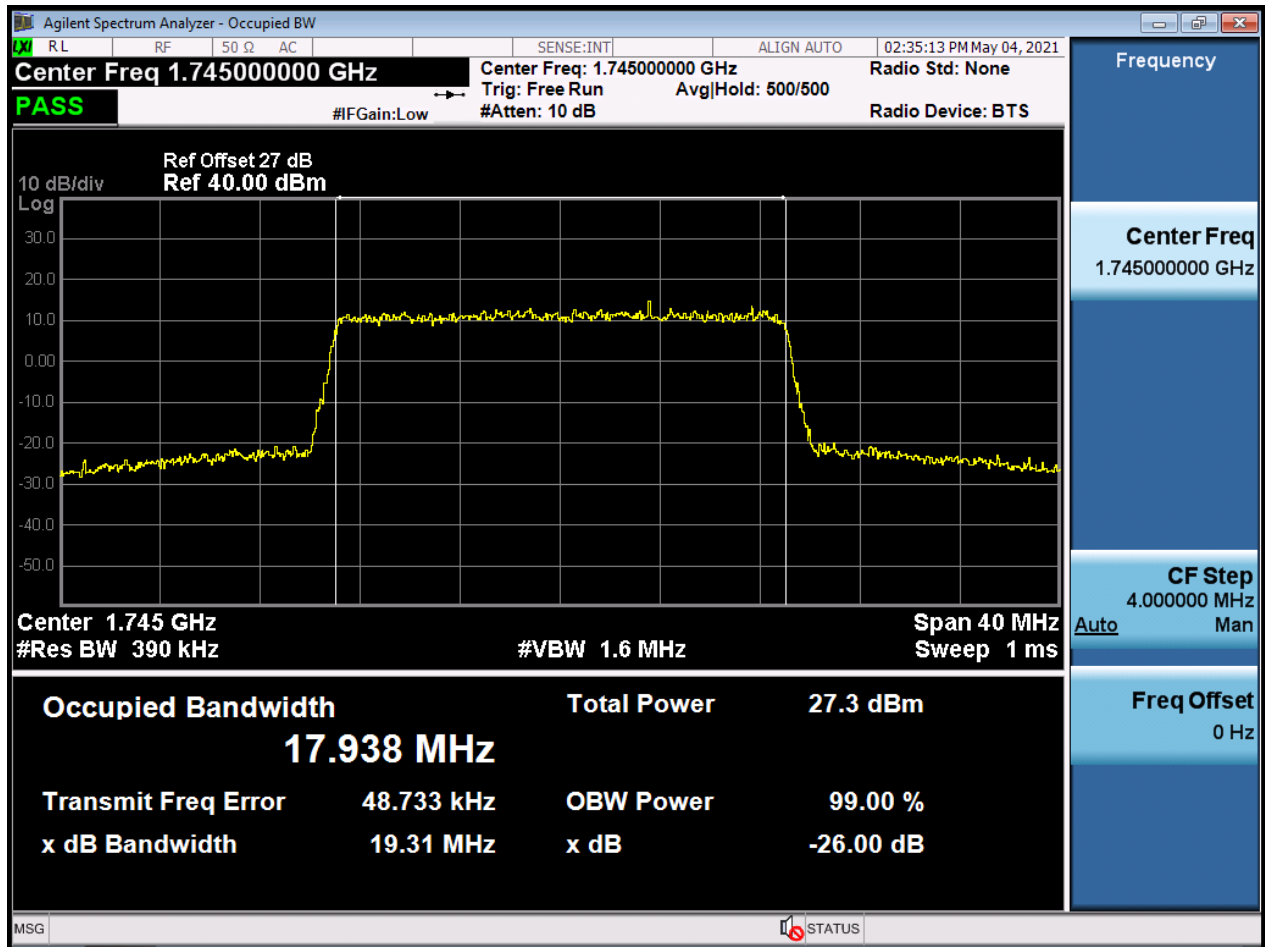 Agilent Spectrum Analyzer - Occupied BW
LXI RL RF 50 Ω AC SENSE:INT ALIGN AUTO 02:35:13 PM May 04, 2021
Center Freq 1.745000000 GHz
PASS
#IFGain:Low
Center Freq: 1.745000000 GHz
Trig: Free Run Avg|Hold: 500/500
#Atten: 10 dB
Radio Std: None
Radio Device: BTS
Ref Offset 27 dB
10 dB/div Ref 40.00 dBm
Log
30.0
20.0
10.0
0.00
-10.0
-20.0
-30.0
-40.0
-50.0
Center 1.745 GHz Span 40 MHz
#Res BW 390 kHz #VBW 1.6 MHz Sweep 1 ms
Occupied Bandwidth Total Power 27.3 dBm
17.938 MHz
Transmit Freq Error 48.733 kHz OBW Power 99.00 %
x dB Bandwidth 19.31 MHz x dB -26.00 dB
Frequency
Center Freq
1.745000000 GHz
CF Step
4.000000 MHz
Auto Man
Freq Offset
0 Hz
MSG STATUS